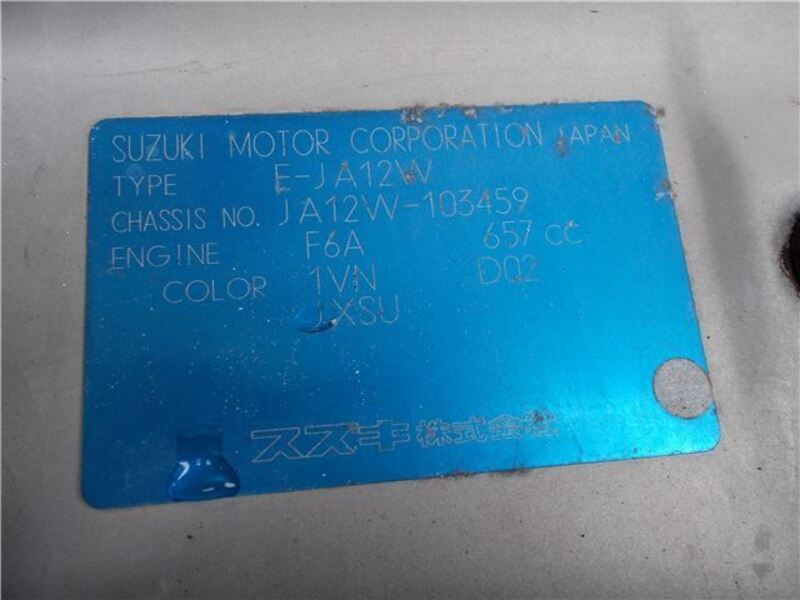 SUZUKI MOTOR CORPORATION JAPAN
TYPE E-JA12W
CHASSIS NO. JA12W-103459
ENGINE F6A 657 CC
COLOR 1VN D02
JXSU
スズキ株式会社